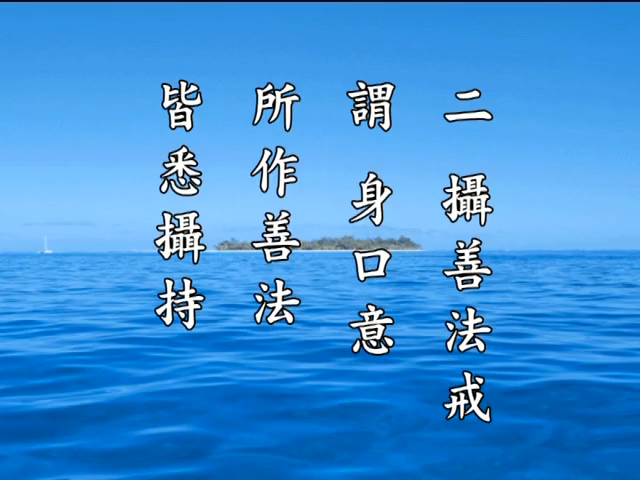 二 攝善法戒
謂 身口意
所作善法
皆悉攝持